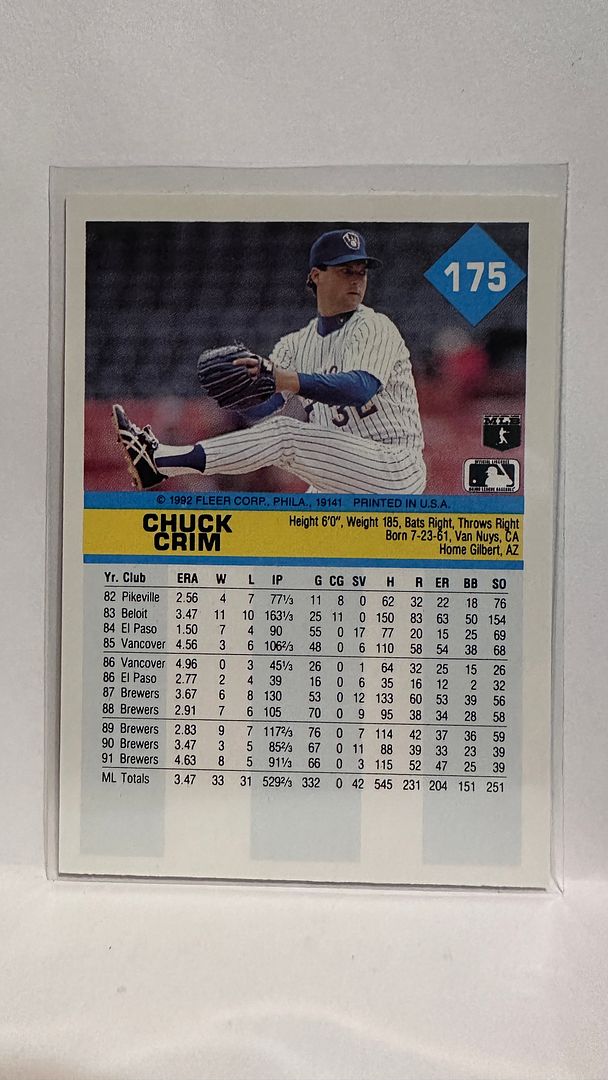 175
32
MLB
© 1992 FLEER CORP., PHILA., 19141 PRINTED IN U.S.A.
CHUCK
CRIM
Height 6'0", Weight 185, Bats Right, Throws Right
Born 7-23-61, Van Nuys, CA
Home Gilbert, AZ
Yr. Club ERA W L IP G CG SV H R ER BB SO
82 Pikeville 2.56 4 7 77⅓ 11 8 0 62 32 22 18 76
83 Beloit 3.47 11 10 163⅓ 25 11 0 150 83 63 50 154
84 El Paso 1.50 7 4 90 55 0 17 77 20 15 25 69
85 Vancover 4.56 3 6 106⅔ 48 0 6 110 58 54 38 68
86 Vancover 4.96 0 3 45⅓ 26 0 1 64 32 25 15 26
86 El Paso 2.77 2 4 39 16 0 6 35 16 12 2 32
87 Brewers 3.67 6 8 130 53 0 12 133 60 53 39 56
88 Brewers 2.91 7 6 105 70 0 9 95 38 34 28 58
89 Brewers 2.83 9 7 117⅔ 76 0 7 114 42 37 36 59
90 Brewers 3.47 3 5 85⅔ 67 0 11 88 39 33 23 39
91 Brewers 4.63 8 5 91⅓ 66 0 3 115 52 47 25 39
ML Totals 3.47 33 31 529⅔ 332 0 42 545 231 204 151 251